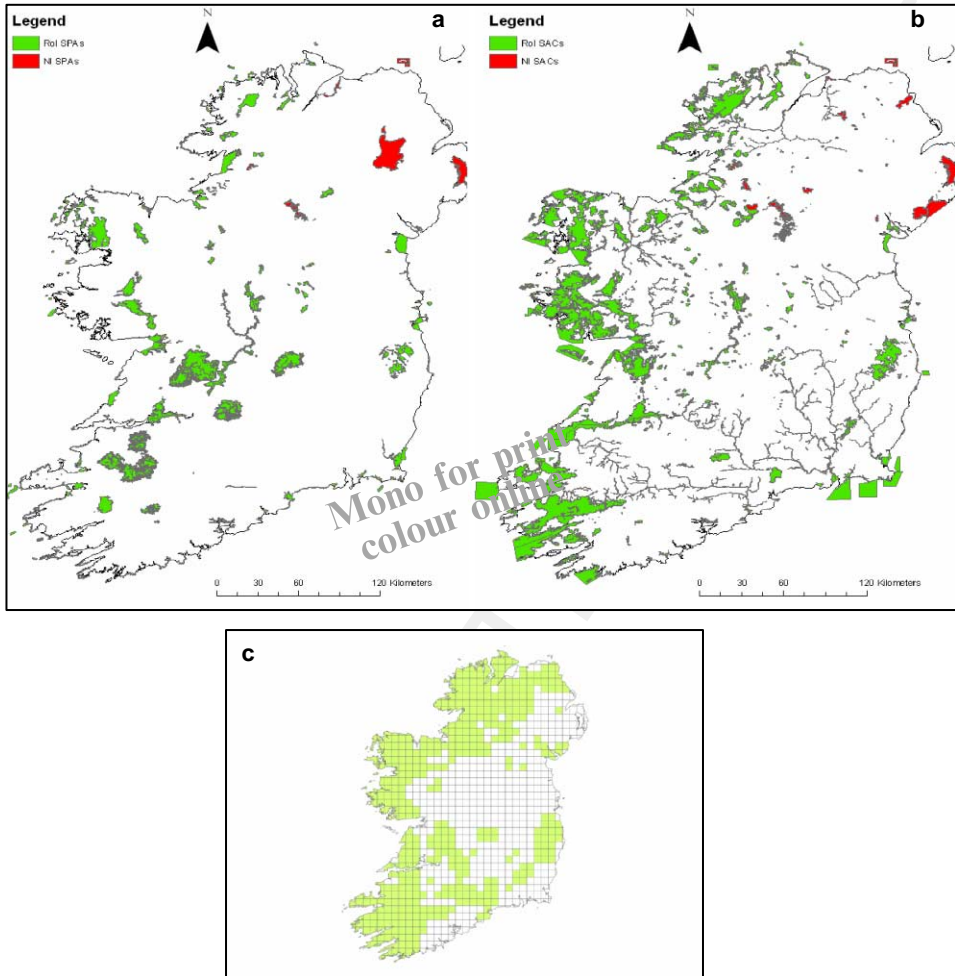 Legend
RoI SPAs
NI SPAs
N
a
0 30 60 120 Kilometers
Legend
RoI SACs
NI SACs
N
b
0 30 60 120 Kilometers
Mono for print
colour online
c